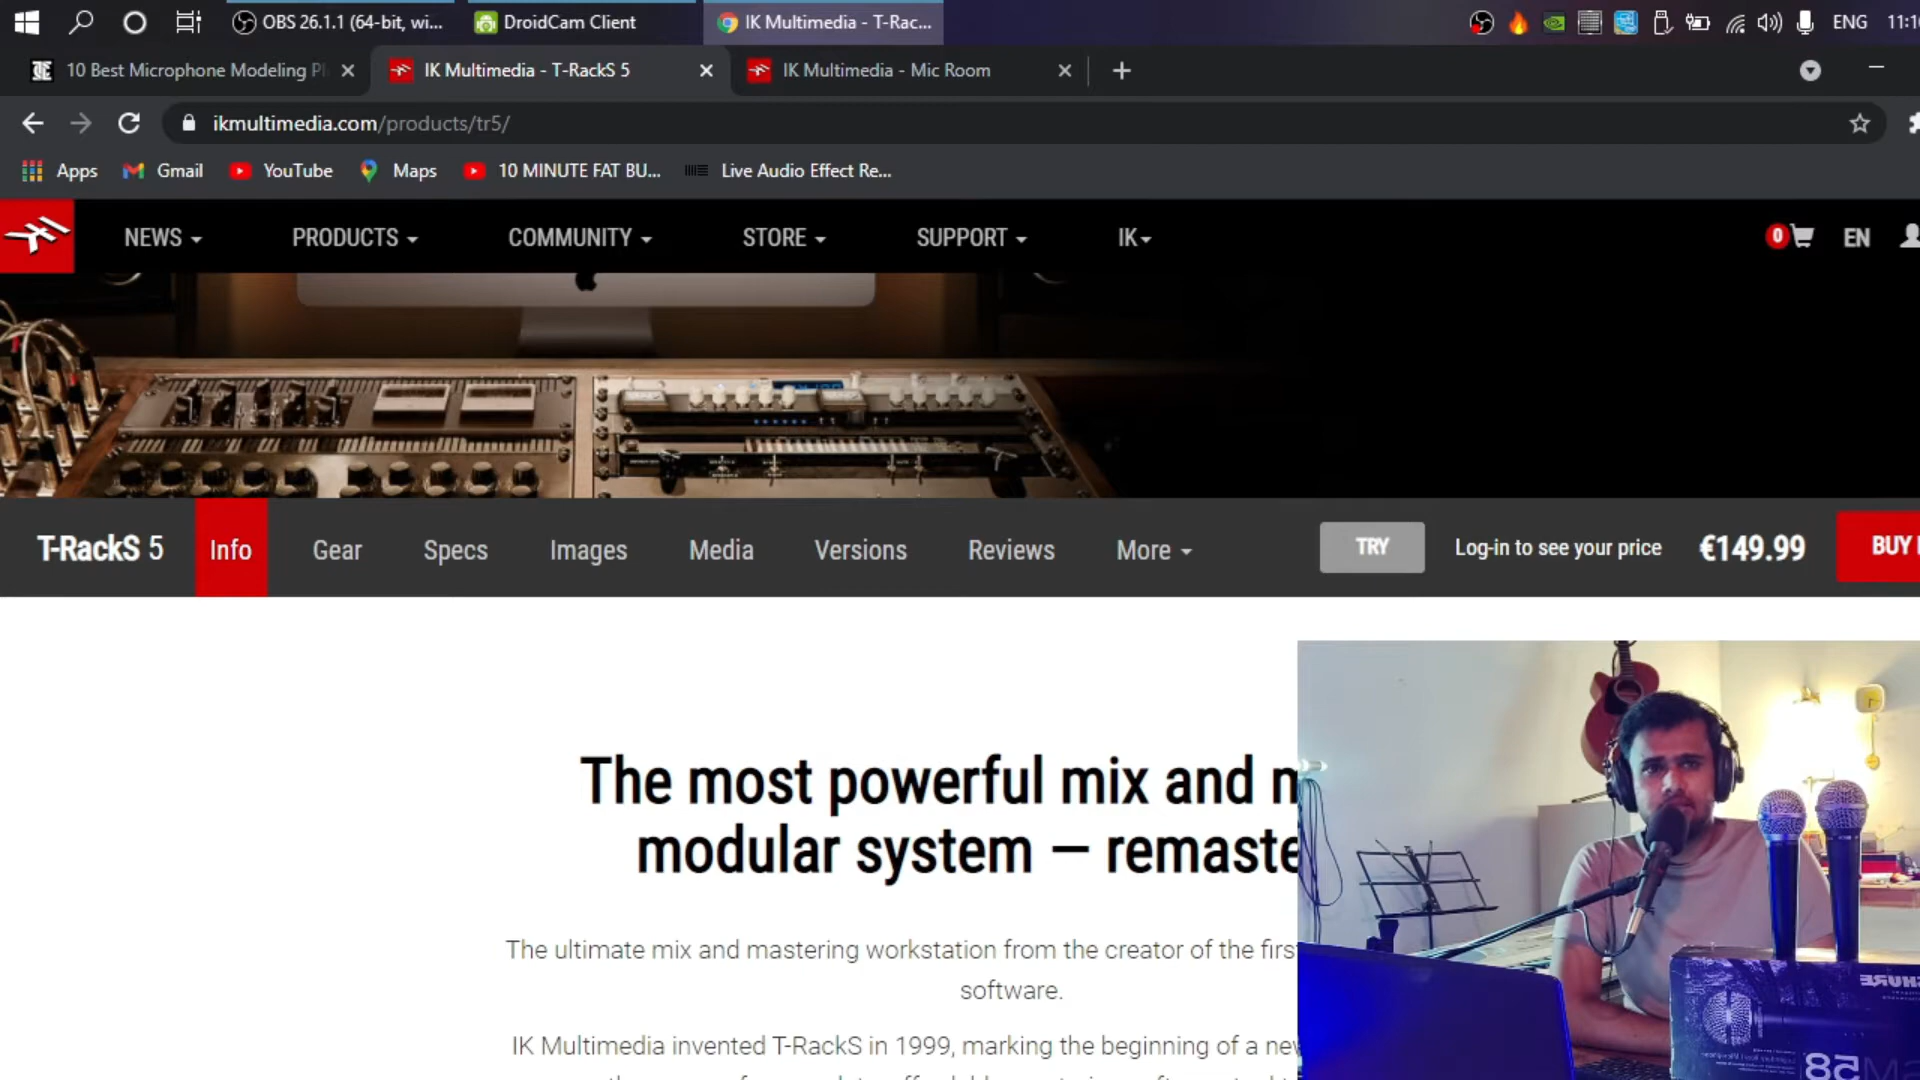 OBS 26.1.1 (64-bit, wi...
DroidCam Client
IK Multimedia - T-Rac...
ENG
10 Best Microphone Modeling Pl
IK Multimedia - T-RackS 5
IK Multimedia - Mic Room
ikmultimedia.com/products/tr5/
Apps
Gmail
YouTube
Maps
10 MINUTE FAT BU...
Live Audio Effect Re...
NEWS
PRODUCTS
COMMUNITY
STORE
SUPPORT
IK
0
EN
T-RackS 5
Info
Gear
Specs
Images
Media
Versions
Reviews
More
TRY
Log-in to see your price
€149.99
BUY
The most powerful mix and m
modular system — remaste
The ultimate mix and mastering workstation from the creator of the first
software.
IK Multimedia invented T-RackS in 1999, marking the beginning of a new
SHURE
58